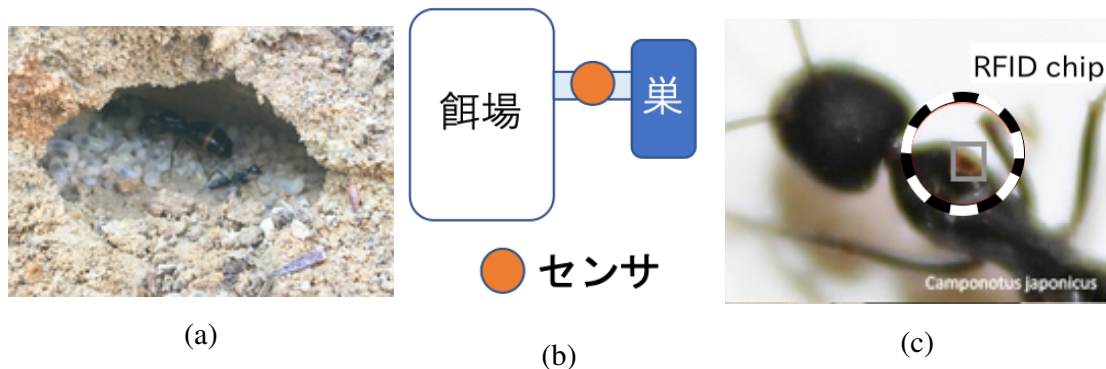 餌場
巣
センサ
RFID chip
Camponotus japonicus
(a)
(b)
(c)